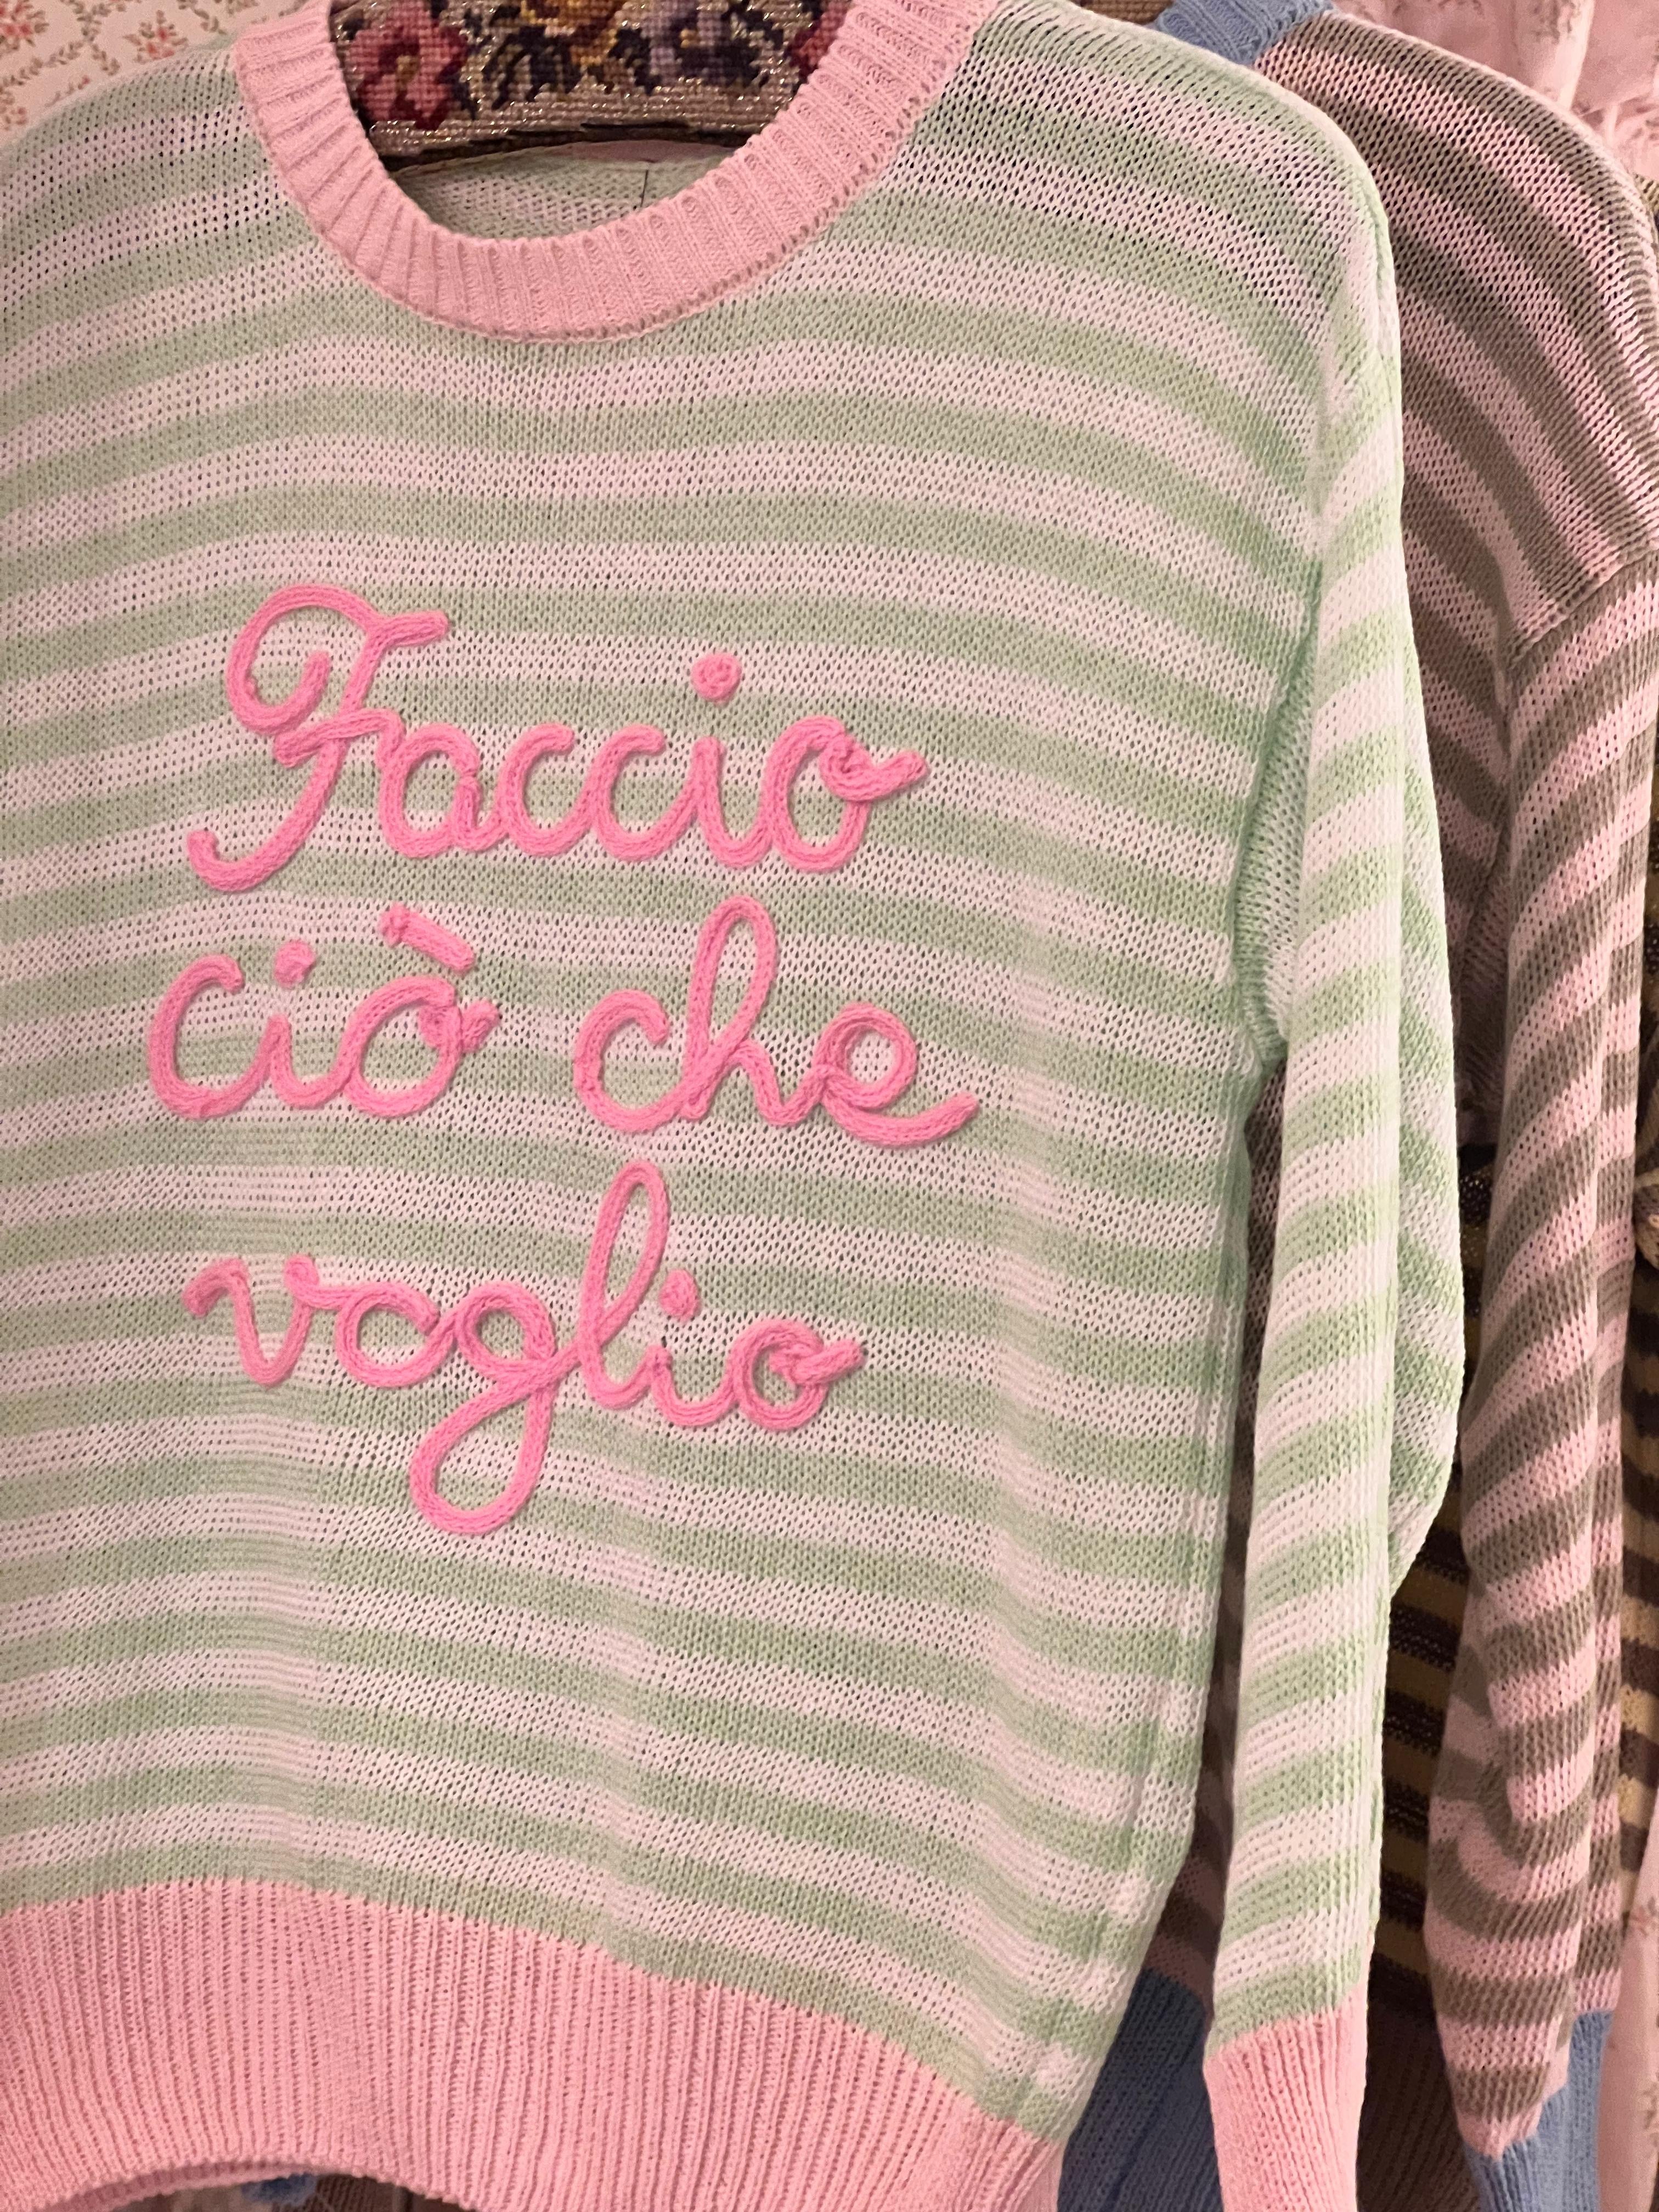 Faccio
ciò che
voglio